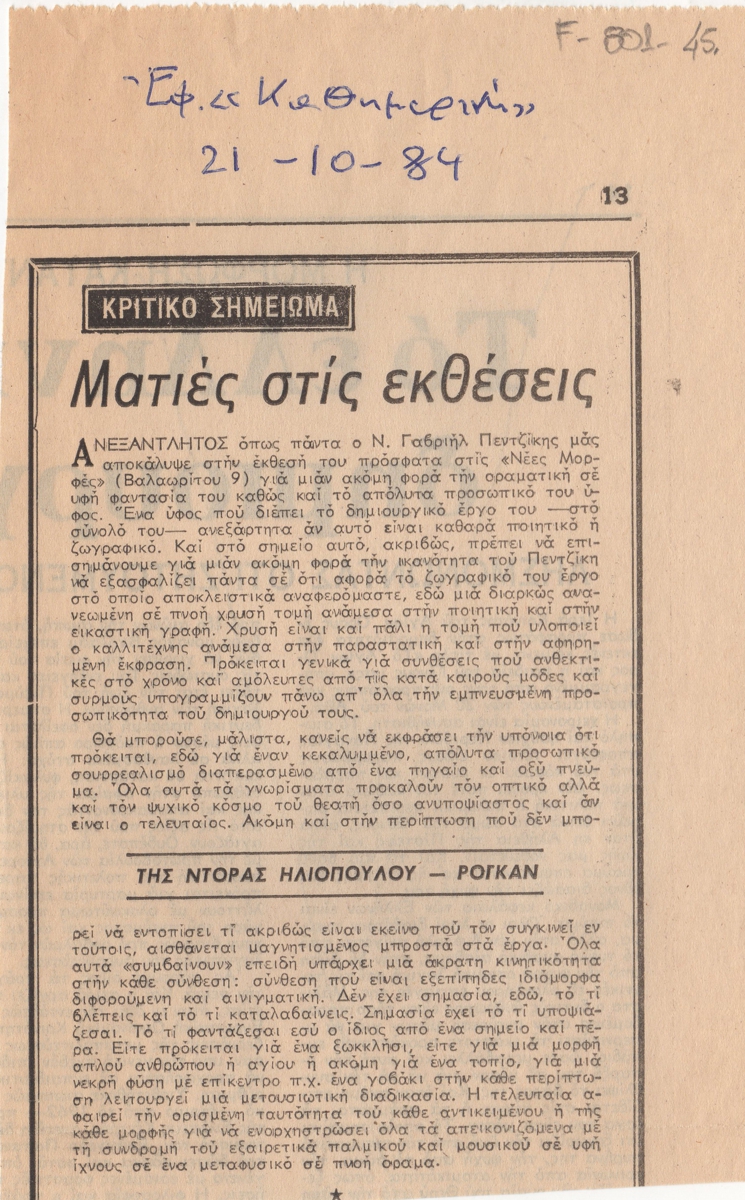 F- 801- 45.
Ἐφ. «Καθημερινή»
21 -10- 84
13
ΚΡΙΤΙΚΟ ΣΗΜΕΙΩΜΑ
Ματιές στίς εκθέσεις
ΑΝΕΞΑΝΤΛΗΤΟΣ όπως πάντα ο Ν. Γαβριήλ Πεντζίκης μάς
αποκάλυψε στήν έκθεσή του πρόσφατα στίς «Νέες Μορ-
φές» (Βαλαωρίτου 9) γιά μιάν ακόμη φορά τήν οραματική σέ
υφή φαντασία του καθώς καί τό απόλυτα προσωπικό του ύ-
φος. Ένα ύφος πού διέπει τό δημιουργικό έργο του —στό
σύνολό του— ανεξάρτητα άν αυτό είναι καθαρά ποιητικό ή
ζωγραφικό. Καί στό σημείο αυτό, ακριβώς, πρέπει νά επι-
σημάνουμε γιά μιάν ακόμη φορά τήν ικανότητα τού Πεντζίκη
νά εξασφαλίζει πάντα σέ ότι αφορά τό ζωγραφικό του έργο
στό οποίο αποκλειστικά αναφερόμαστε, εδώ μιά διαρκώς ανα-
νεωμένη σέ πνοή χρυσή τομή ανάμεσα στήν ποιητική καί στήν
εικαστική γραφή. Χρυσή είναι καί πάλι η τομή πού υλοποιεί
ο καλλιτέχνης ανάμεσα στήν παραστατική καί στήν αφηρη-
μένη έκφραση. Πρόκειται γενικά γιά συνθέσεις πού ανθεκτι-
κές στό χρόνο καί αμόλευτες από τίς κατά καιρούς μόδες καί
συρμούς υπογραμμίζουν πάνω απ' όλα τήν εμπνευσμένη προ-
σωπικότητα τού δημιουργού τους.
Θά μπορούσε, μάλιστα, κανείς νά εκφράσει τήν υπόνοια ότι
πρόκειται, εδώ γιά έναν κεκαλυμμένο, απόλυτα προσωπικό
σουρρεαλισμό διαπερασμένο από ένα πηγαίο καί οξύ πνεύ-
μα. Όλα αυτά τά γνωρίσματα προκαλούν τόν οπτικό αλλά
καί τόν ψυχικό κόσμο τού θεατή όσο ανυποψίαστος καί άν
είναι ο τελευταίος. Ακόμη καί στήν περίπτωση πού δέν μπο-
ΤΗΣ ΝΤΟΡΑΣ ΗΛΙΟΠΟΥΛΟΥ — ΡΟΓΚΑΝ
ρεί νά εντοπίσει τί ακριβώς είναι εκείνο πού τόν συγκινεί εν
τούτοις, αισθάνεται μαγνητισμένος μπροστά στά έργα. Όλα
αυτά «συμβαίνουν» επειδή υπάρχει μιά άκρατη κινητικότητα
στήν κάθε σύνθεση: σύνθεση πού είναι εξεπίτηδες ιδιόμορφα
διφορούμενη καί αινιγματική. Δέν έχει σημασία, εδώ, τό τί
βλέπεις καί τό τί καταλαβαίνεις. Σημασία έχει τό τί υποψιά-
ζεσαι. Τό τί φαντάζεσαι εσύ ο ίδιος από ένα σημείο καί πέ-
ρα. Είτε πρόκειται γιά ένα ξωκκλήσι, είτε γιά μιά μορφή
απλού ανθρώπου ή αγίου ή ακόμη γιά ένα τοπίο, γιά μιά
νεκρή φύση μέ επίκεντρο π.χ. ένα γοβάκι στήν κάθε περίπτω-
ση λειτουργεί μιά μετουσιωτική διαδικασία. Η τελευταία α-
φαιρεί τήν ορισμένη ταυτότητα τού κάθε αντικειμένου ή τής
κάθε μορφής γιά νά ενορχηστρώσει όλα τά απεικονιζόμενα μέ
τή συνδρομή τού εξαιρετικά παλμικού καί μουσικού σέ υφή
ίχνους σέ ένα μεταφυσικό σέ πνοή όραμα.
★